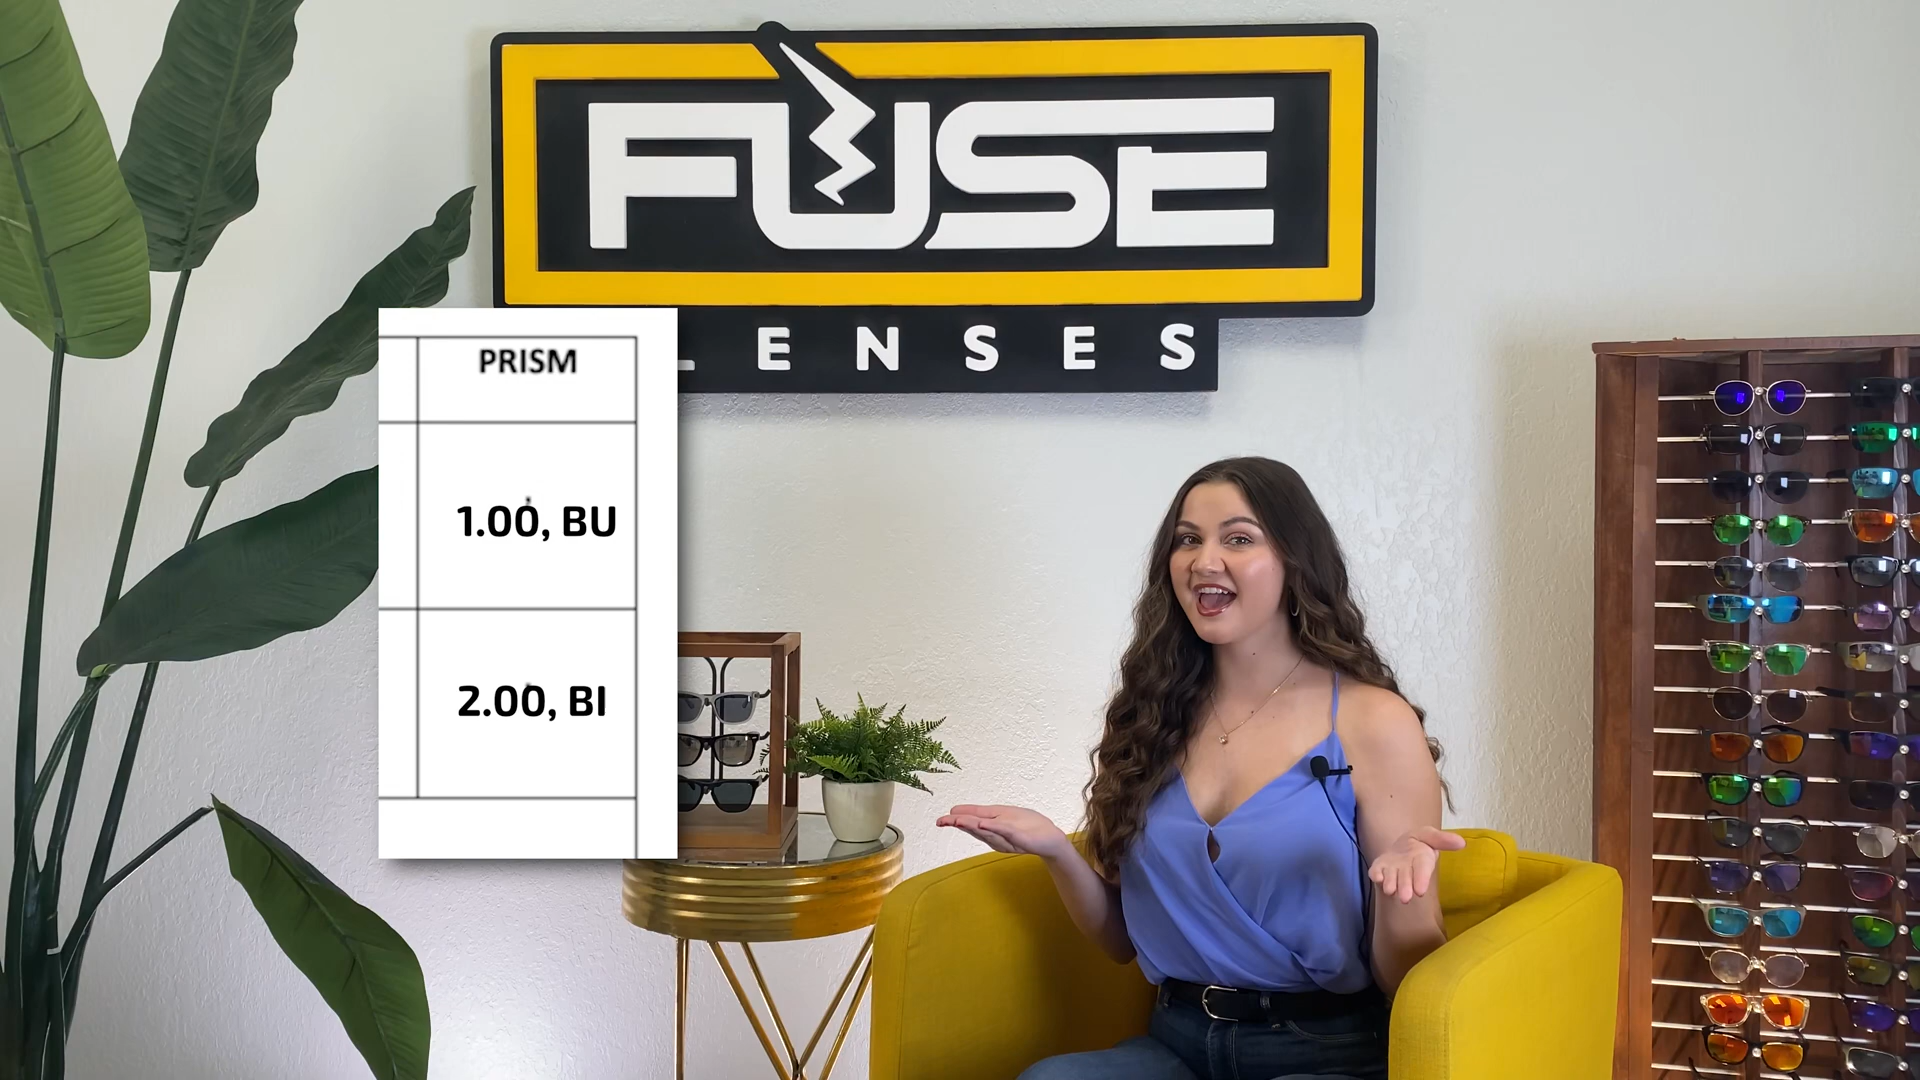 FUSE
LENSES
PRISM
1.00, BU
2.00, BI